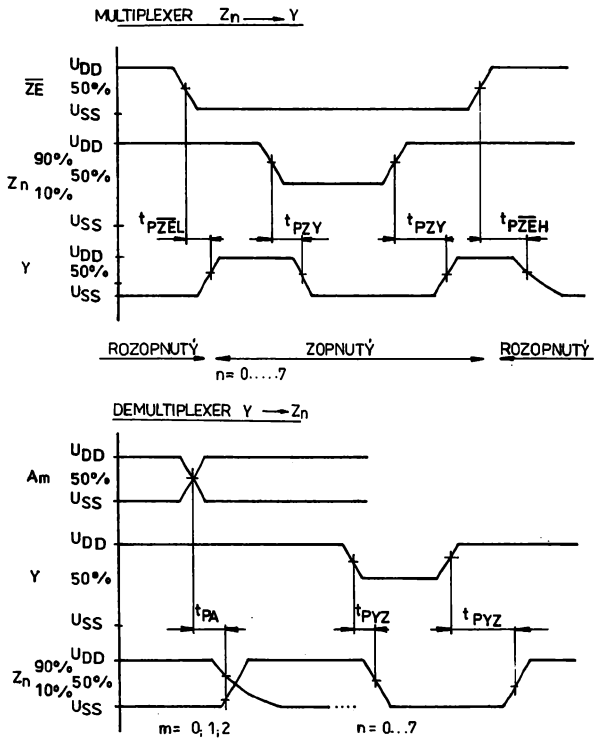 MULTIPLEXER Zn → Y
UDD
ZE 50%
USS
UDD
90%
Zn 50%
10%
USS
tPZEL tPZY tPZY tPZEH
UDD
Y 50%
USS
ROZOPNUTÝ ZOPNUTÝ ROZOPNUTÝ
n= 0.....7
DEMULTIPLEXER Y → Zn
UDD
Am 50%
USS
UDD
Y 50%
USS
tPA tPYZ tPYZ
UDD
90%
Zn 50%
10%
USS
....
m= 0; 1; 2 n= 0...7